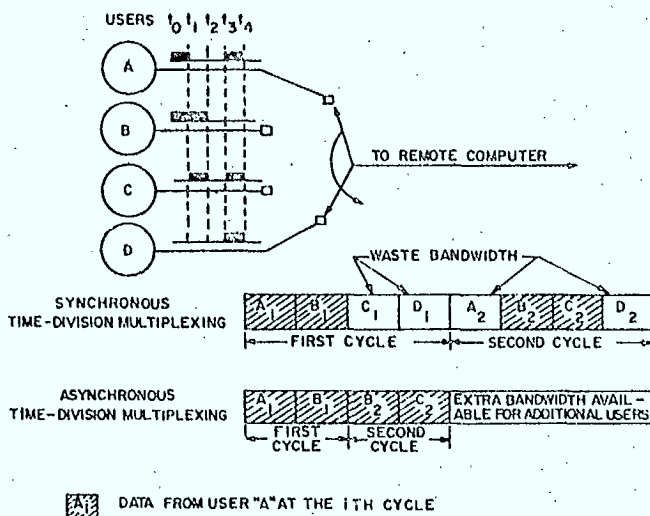 USERS t0 t1 t2 t3 t4
A
B
C
D
TO REMOTE COMPUTER
WASTE BANDWIDTH
SYNCHRONOUS
TIME-DIVISION MULTIPLEXING
A1 B1 C1 D1 A2 B2 C2 D2
FIRST CYCLE SECOND CYCLE
ASYNCHRONOUS
TIME-DIVISION MULTIPLEXING
A1 B1 B2 C2
EXTRA BANDWIDTH AVAIL-
ABLE FOR ADDITIONAL USERS
FIRST
CYCLE
SECOND
CYCLE
Ai DATA FROM USER "A" AT THE iTH CYCLE